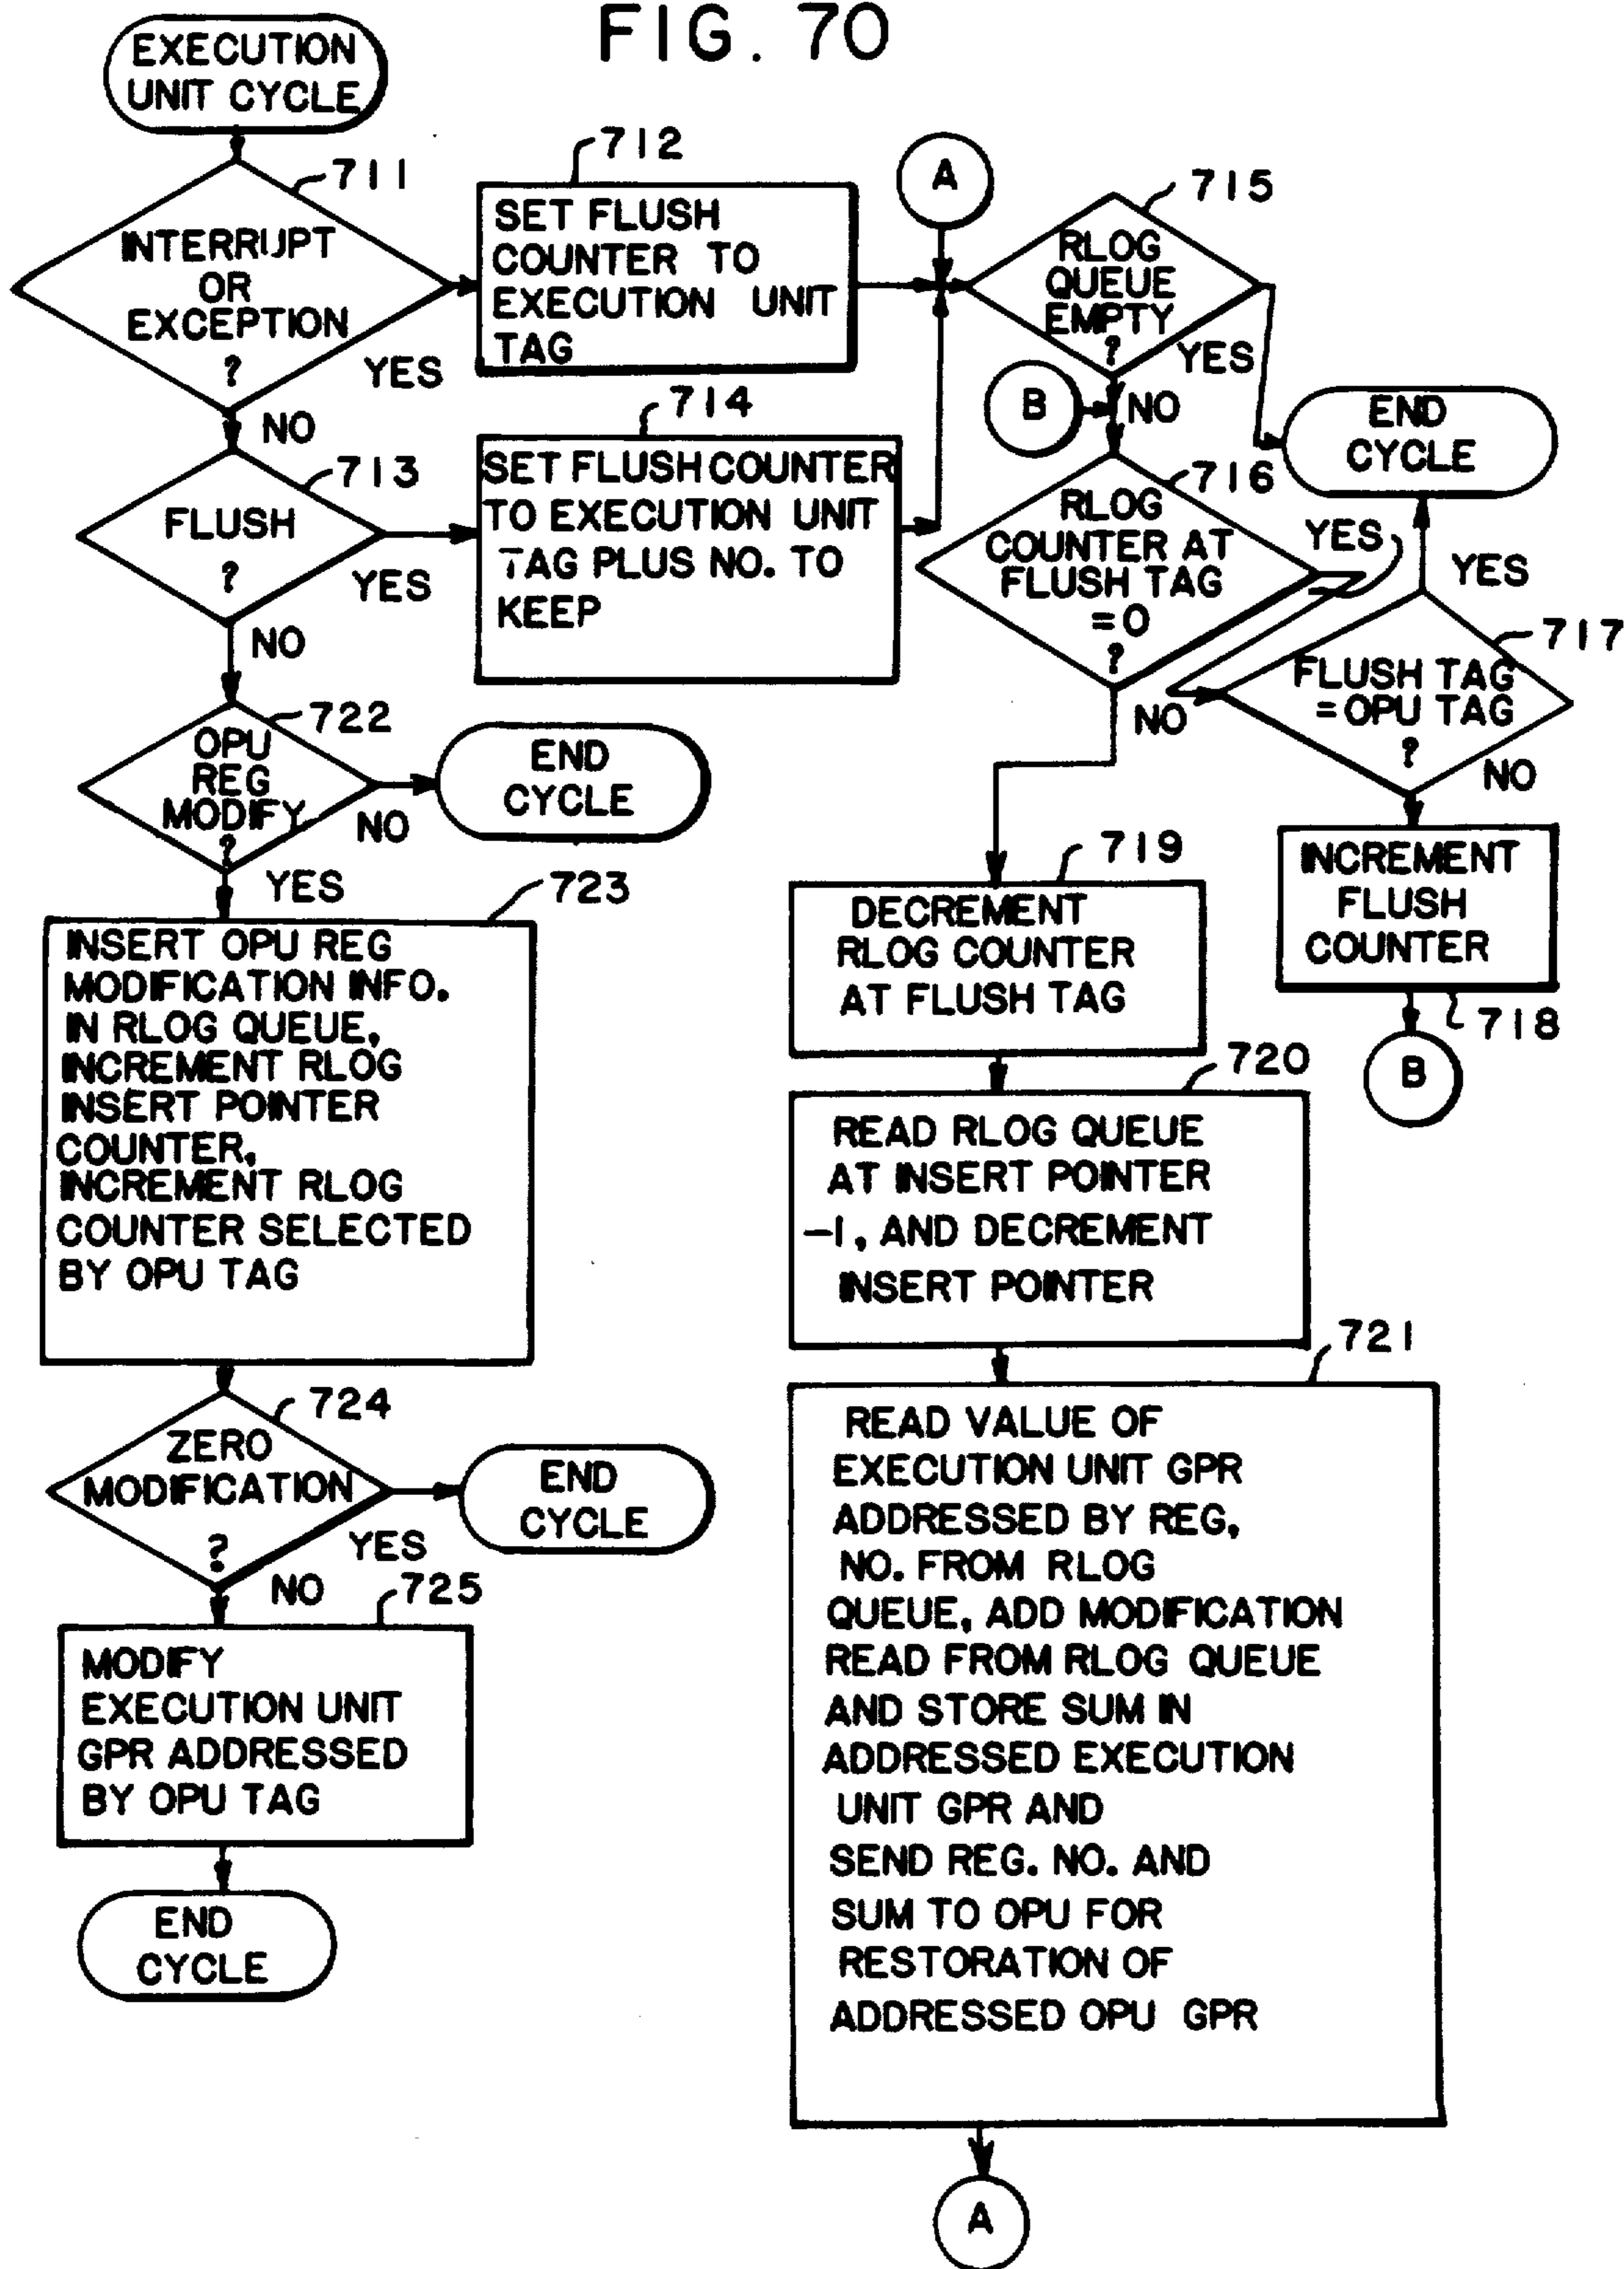 FIG. 70
EXECUTION
UNIT CYCLE
711
INTERRUPT
OR
EXCEPTION
?
YES
NO
712
SET FLUSH
COUNTER TO
EXECUTION UNIT
TAG
713
FLUSH
?
YES
NO
714
SET FLUSH COUNTER
TO EXECUTION UNIT
TAG PLUS NO. TO
KEEP
722
OPU
REG
MODIFY
?
NO
YES
END
CYCLE
723
INSERT OPU REG
MODIFICATION INFO.
IN RLOG QUEUE,
INCREMENT RLOG
INSERT POINTER
COUNTER,
INCREMENT RLOG
COUNTER SELECTED
BY OPU TAG
724
ZERO
MODIFICATION
?
YES
NO
END
CYCLE
725
MODIFY
EXECUTION UNIT
GPR ADDRESSED
BY OPU TAG
END
CYCLE
A
715
RLOG
QUEUE
EMPTY
?
YES
NO
B
END
CYCLE
716
RLOG
COUNTER AT
FLUSH TAG
=0
?
YES
NO
717
FLUSH TAG
=OPU TAG
?
YES
NO
INCREMENT
FLUSH
COUNTER
718
B
719
DECREMENT
RLOG COUNTER
AT FLUSH TAG
720
READ RLOG QUEUE
AT INSERT POINTER
-1, AND DECREMENT
INSERT POINTER
721
READ VALUE OF
EXECUTION UNIT GPR
ADDRESSED BY REG,
NO. FROM RLOG
QUEUE, ADD MODIFICATION
READ FROM RLOG QUEUE
AND STORE SUM IN
ADDRESSED EXECUTION
UNIT GPR AND
SEND REG. NO. AND
SUM TO OPU FOR
RESTORATION OF
ADDRESSED OPU GPR
A